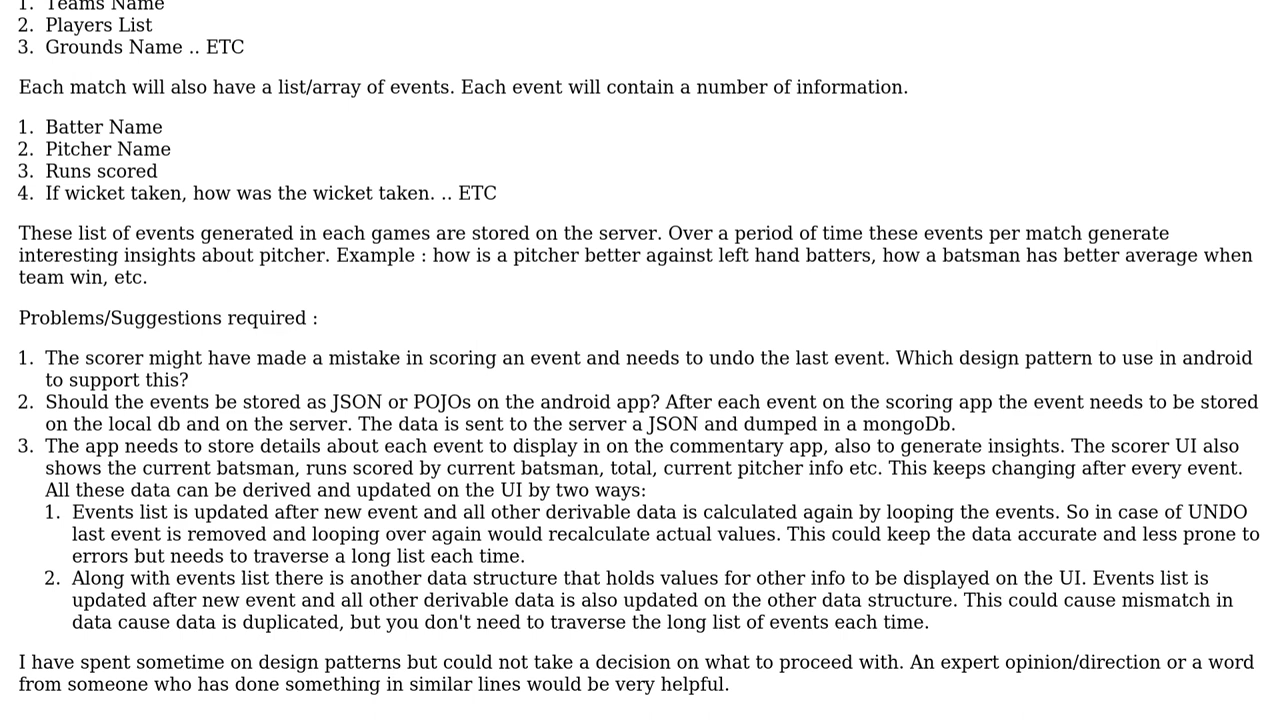 1. Teams Name
2. Players List
3. Grounds Name .. ETC
Each match will also have a list/array of events. Each event will contain a number of information.
1. Batter Name
2. Pitcher Name
3. Runs scored
4. If wicket taken, how was the wicket taken. .. ETC
These list of events generated in each games are stored on the server. Over a period of time these events per match generate
interesting insights about pitcher. Example : how is a pitcher better against left hand batters, how a batsman has better average when
team win, etc.
Problems/Suggestions required :
1. The scorer might have made a mistake in scoring an event and needs to undo the last event. Which design pattern to use in android
to support this?
2. Should the events be stored as JSON or POJOs on the android app? After each event on the scoring app the event needs to be stored
on the local db and on the server. The data is sent to the server a JSON and dumped in a mongoDb.
3. The app needs to store details about each event to display in on the commentary app, also to generate insights. The scorer UI also
shows the current batsman, runs scored by current batsman, total, current pitcher info etc. This keeps changing after every event.
All these data can be derived and updated on the UI by two ways:
1. Events list is updated after new event and all other derivable data is calculated again by looping the events. So in case of UNDO
last event is removed and looping over again would recalculate actual values. This could keep the data accurate and less prone to
errors but needs to traverse a long list each time.
2. Along with events list there is another data structure that holds values for other info to be displayed on the UI. Events list is
updated after new event and all other derivable data is also updated on the other data structure. This could cause mismatch in
data cause data is duplicated, but you don't need to traverse the long list of events each time.
I have spent sometime on design patterns but could not take a decision on what to proceed with. An expert opinion/direction or a word
from someone who has done something in similar lines would be very helpful.